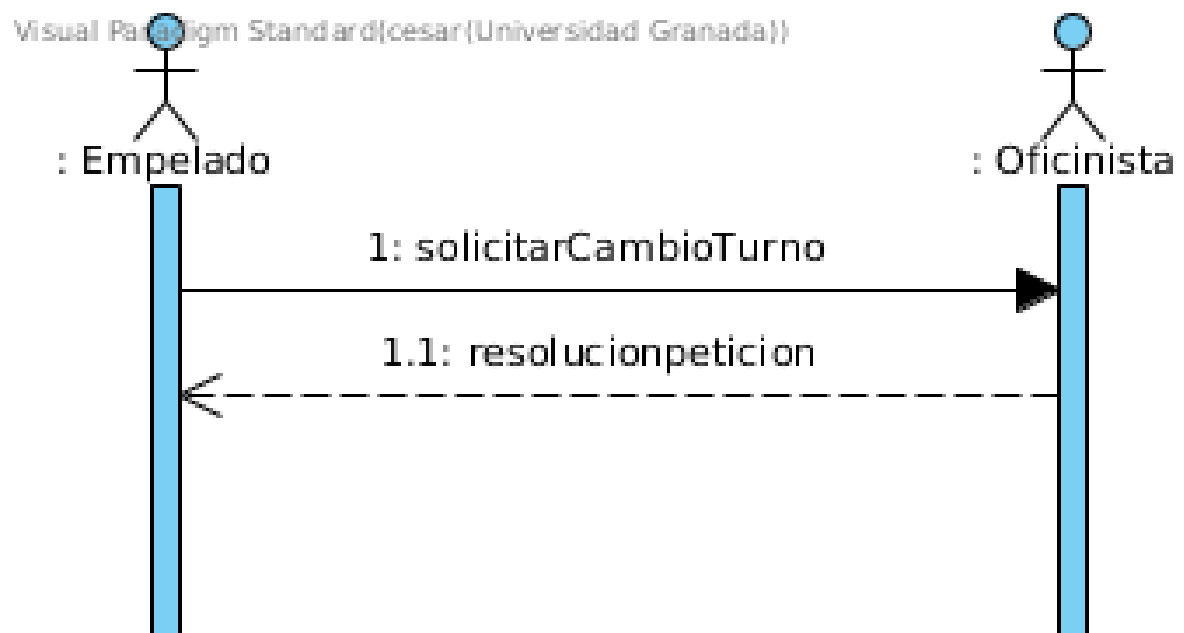 Visual Paradigm Standard(cesar(Universidad Granada))
: Empelado
: Oficinista
1: solicitarCambioTurno
1.1: resolucionpeticion